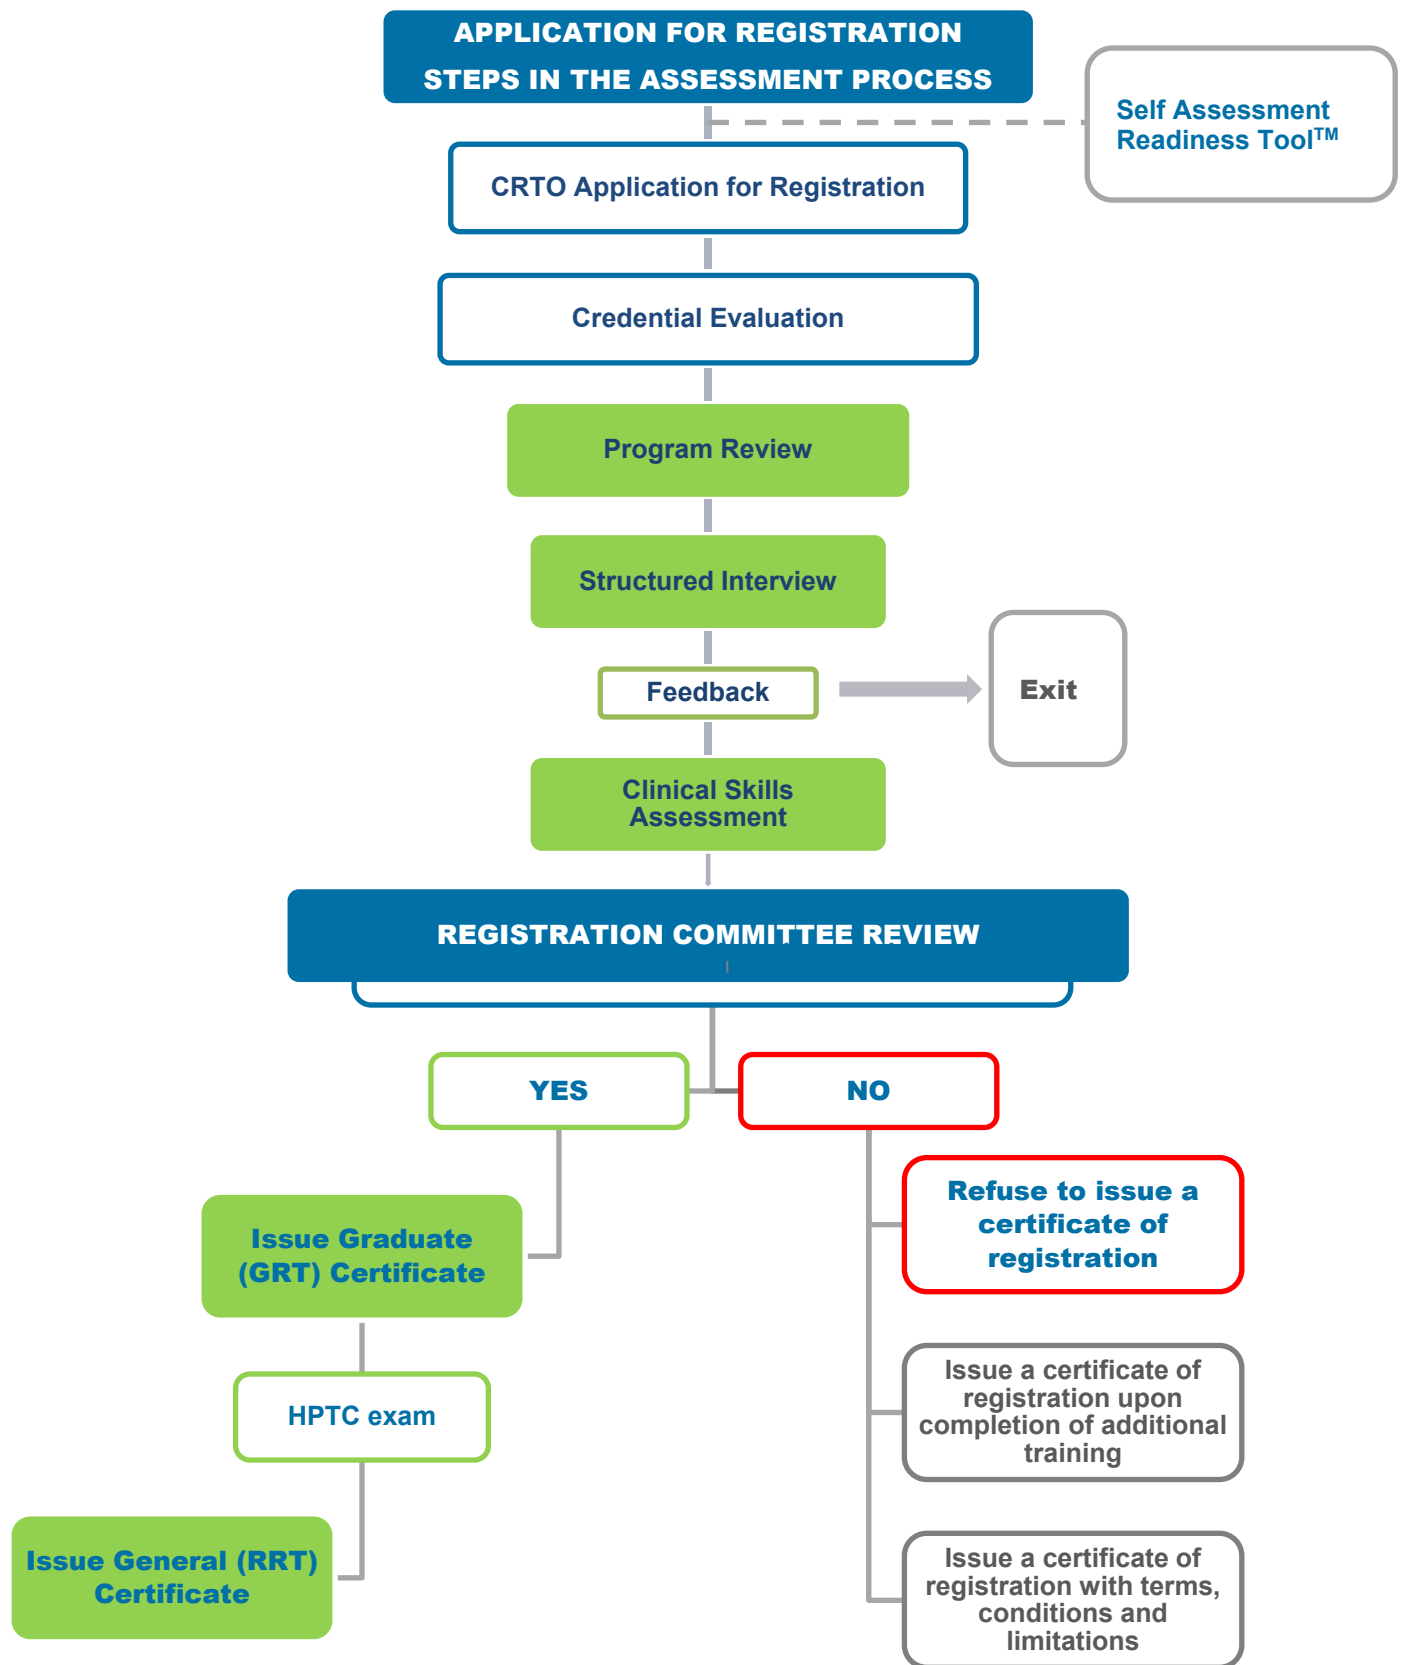 APPLICATION FOR REGISTRATION
STEPS IN THE ASSESSMENT PROCESS
Self Assessment
Readiness Tool™
CRTO Application for Registration
Credential Evaluation
Program Review
Structured Interview
Feedback
Exit
Clinical Skills
Assessment
REGISTRATION COMMITTEE REVIEW
YES
NO
Refuse to issue a
certificate of
registration
Issue Graduate
(GRT) Certificate
Issue a certificate of
registration upon
completion of additional
training
HPTC exam
Issue General (RRT)
Certificate
Issue a certificate of
registration with terms,
conditions and
limitations